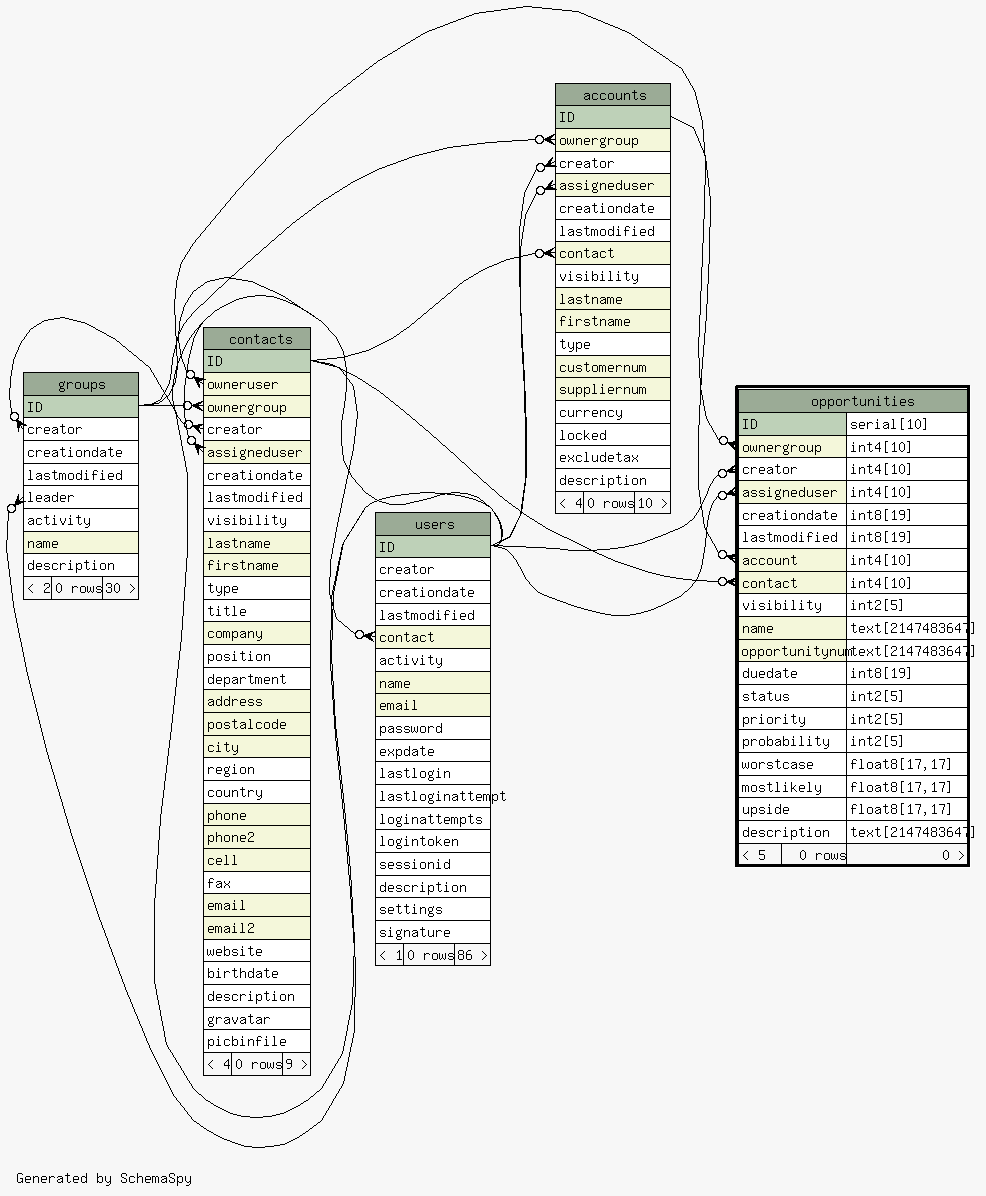 accounts
ID
ownergroup
creator
assigneduser
creationdate
lastmodified
contact
visibility
lastname
firstname
type
customernum
suppliernum
currency
locked
excludetax
description
< 4 0 rows 10 >
contacts
ID
owneruser
ownergroup
creator
assigneduser
creationdate
lastmodified
visibility
lastname
firstname
type
title
company
position
department
address
postalcode
city
region
country
phone
phone2
cell
fax
email
email2
website
birthdate
description
gravatar
picbinfile
< 4 0 rows 9 >
groups
ID
creator
creationdate
lastmodified
leader
activity
name
description
< 2 0 rows 30 >
opportunities
ID serial[10]
ownergroup int4[10]
creator int4[10]
assigneduser int4[10]
creationdate int8[19]
lastmodified int8[19]
account int4[10]
contact int4[10]
visibility int2[5]
name text[2147483647]
opportunitynum text[2147483647]
duedate int8[19]
status int2[5]
priority int2[5]
probability int2[5]
worstcase float8[17,17]
mostlikely float8[17,17]
upside float8[17,17]
description text[2147483647]
< 5 0 rows 0 >
users
ID
creator
creationdate
lastmodified
contact
activity
name
email
password
expdate
lastlogin
lastloginattempt
loginattempts
logintoken
sessionid
description
settings
signature
< 1 0 rows 86 >
Generated by SchemaSpy